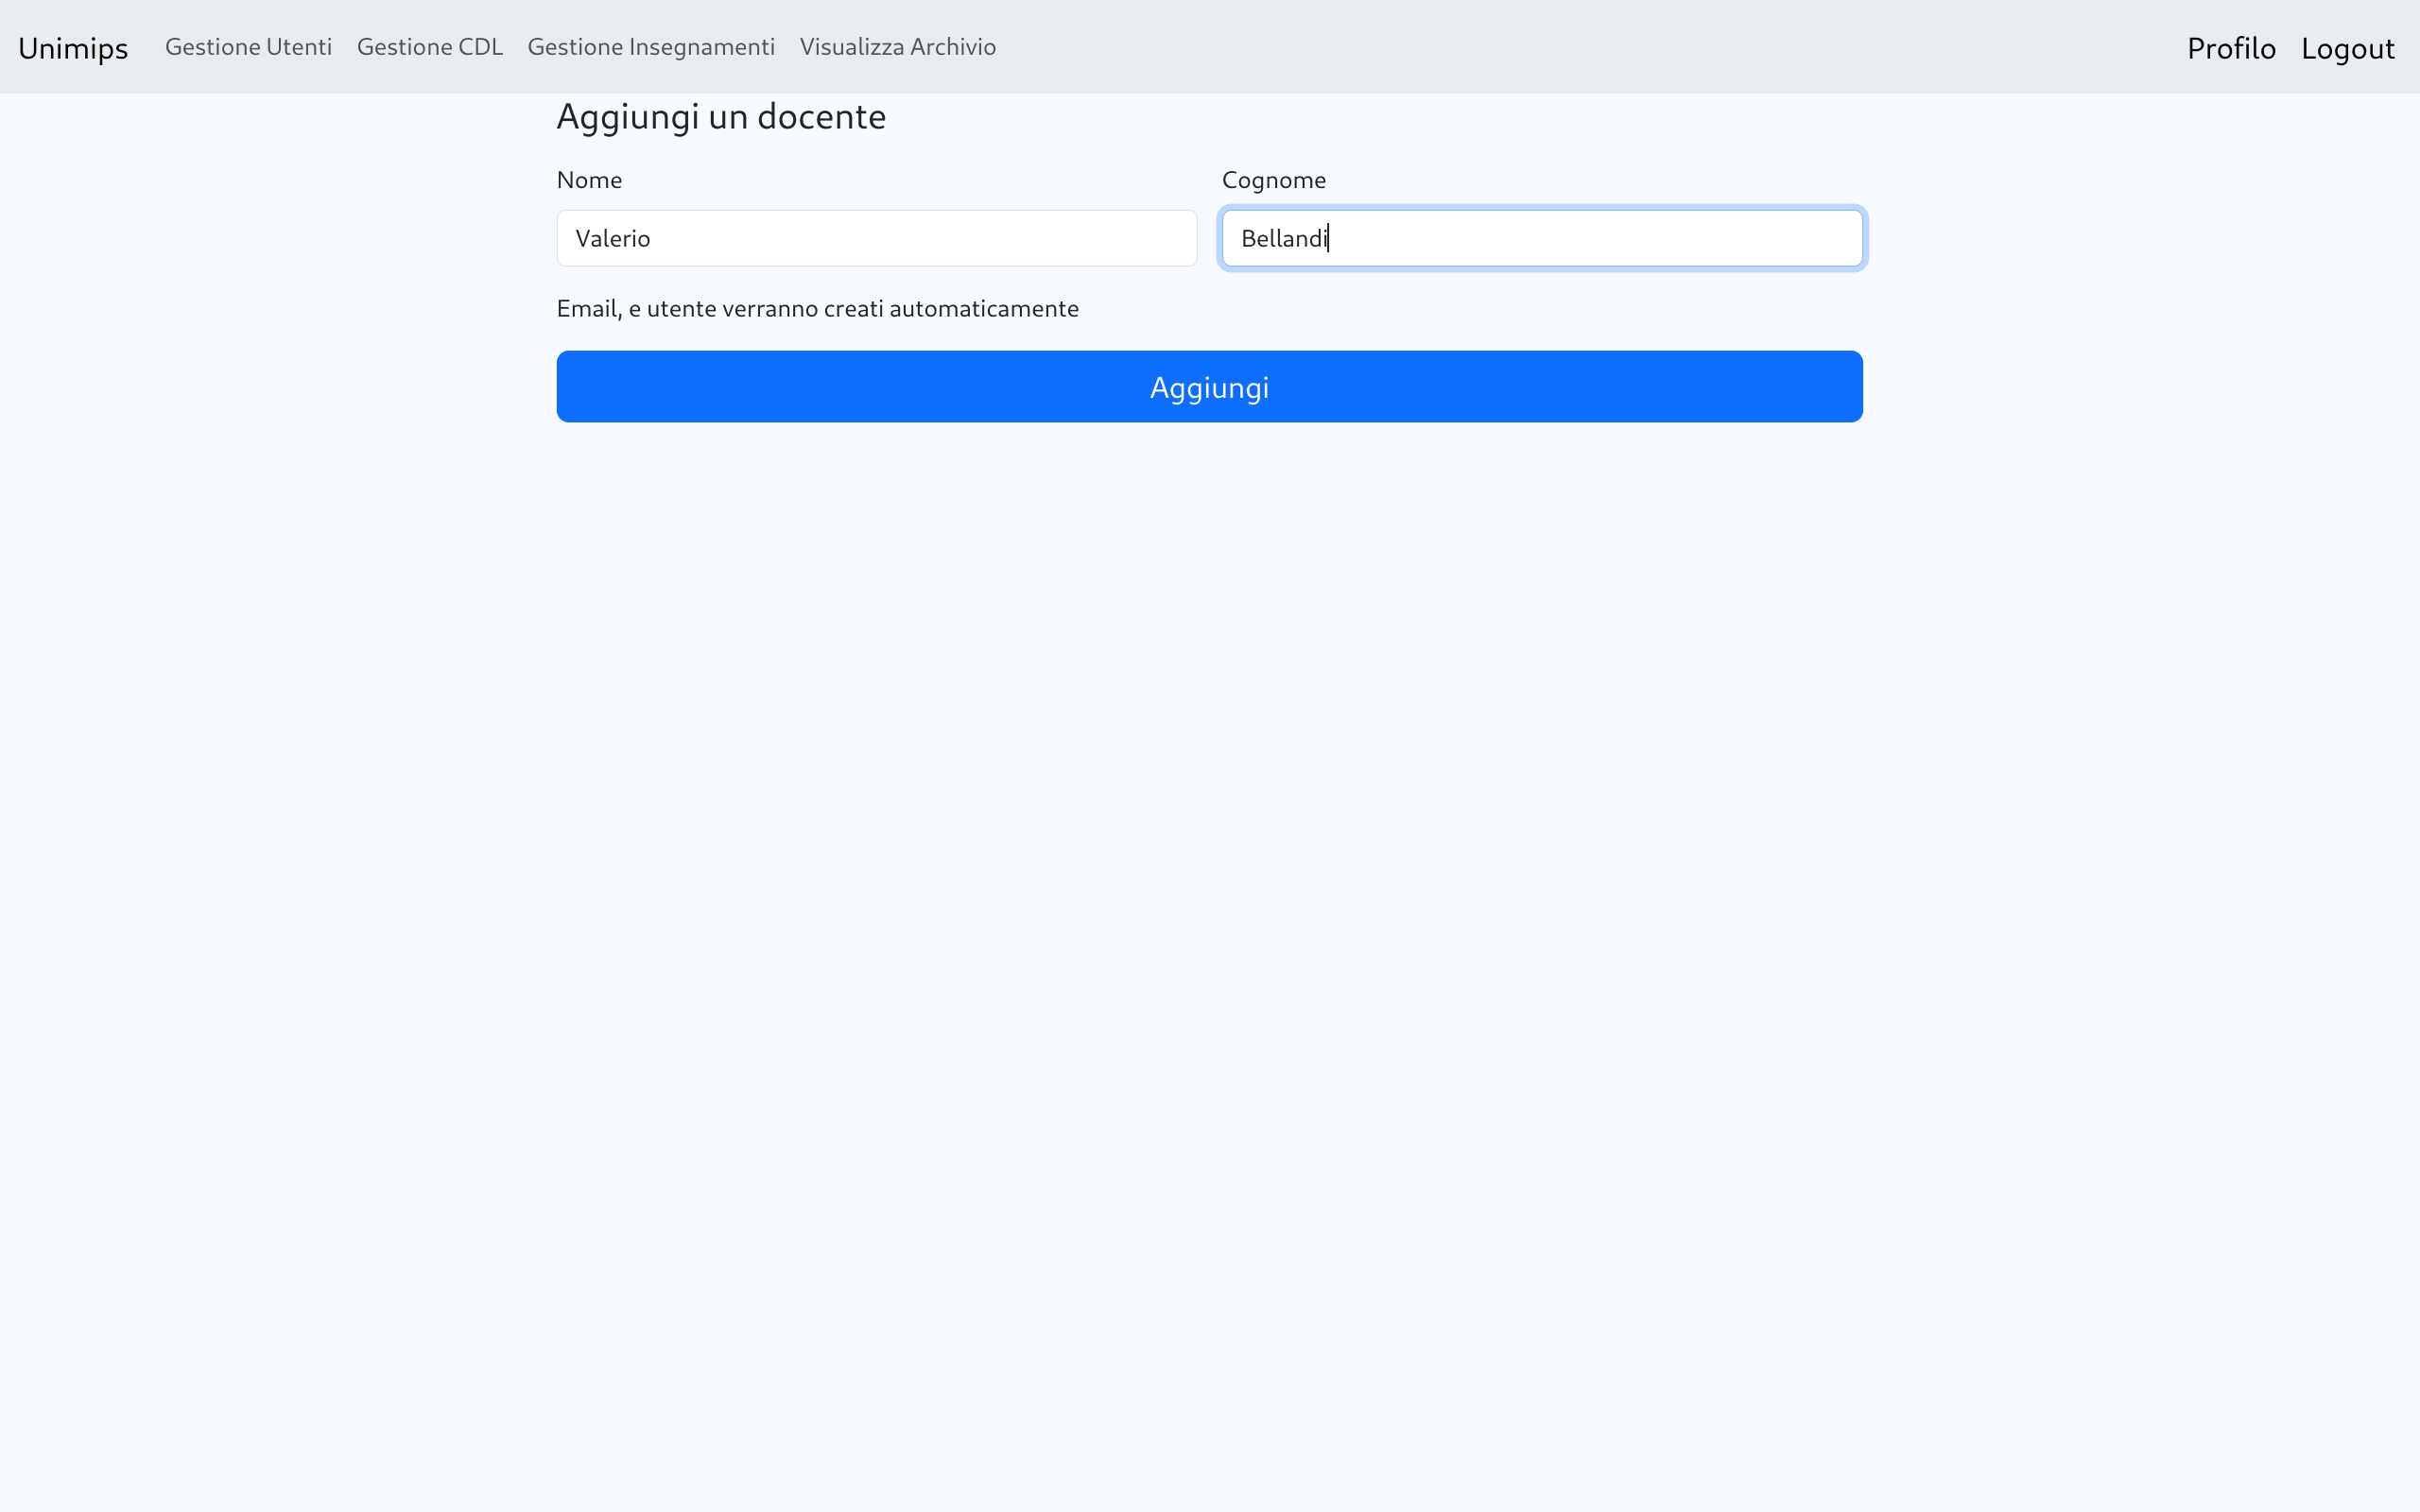 Unimips Gestione Utenti Gestione CDL Gestione Insegnamenti Visualizza Archivio Profilo Logout
Aggiungi un docente
Nome Cognome
Valerio Bellandi
Email, e utente verranno creati automaticamente
Aggiungi